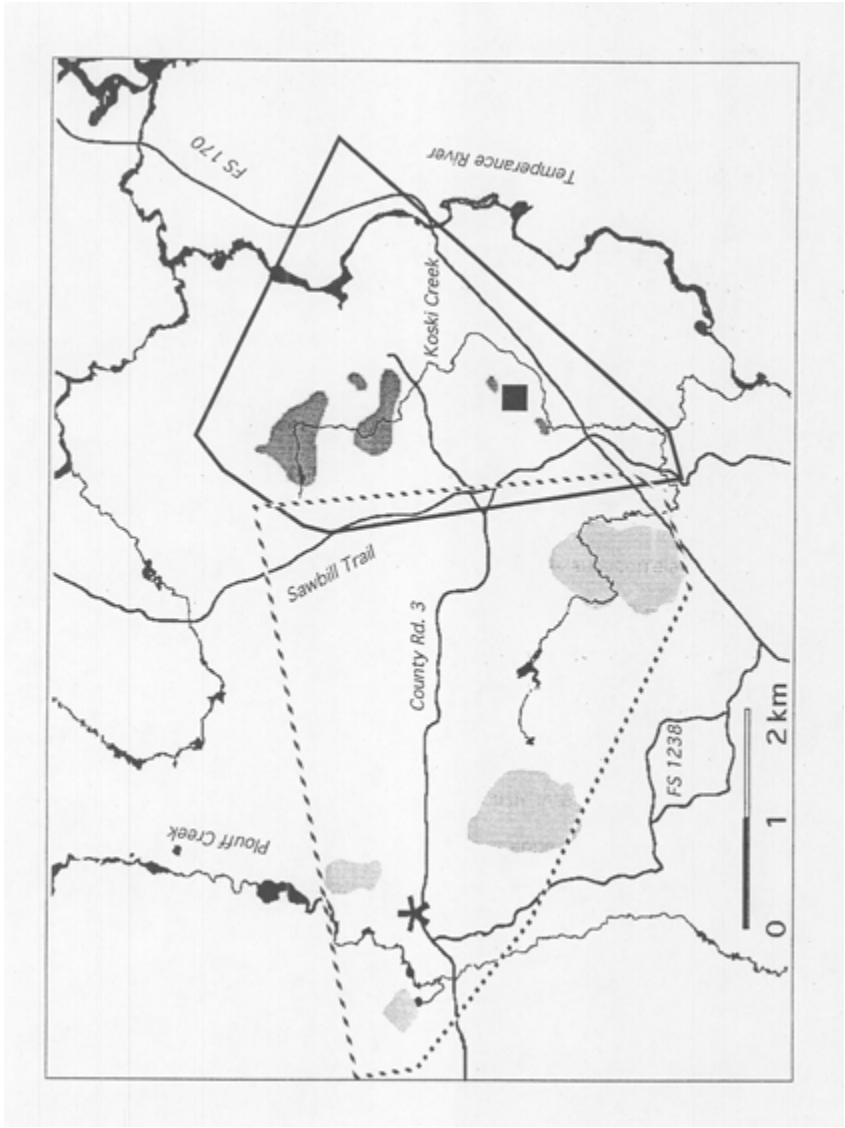 FS 170
Temperance River
Koski Creek
Sawbill Trail
County Rd. 3
FS 1238
Plouff Creek
0 1 2 km